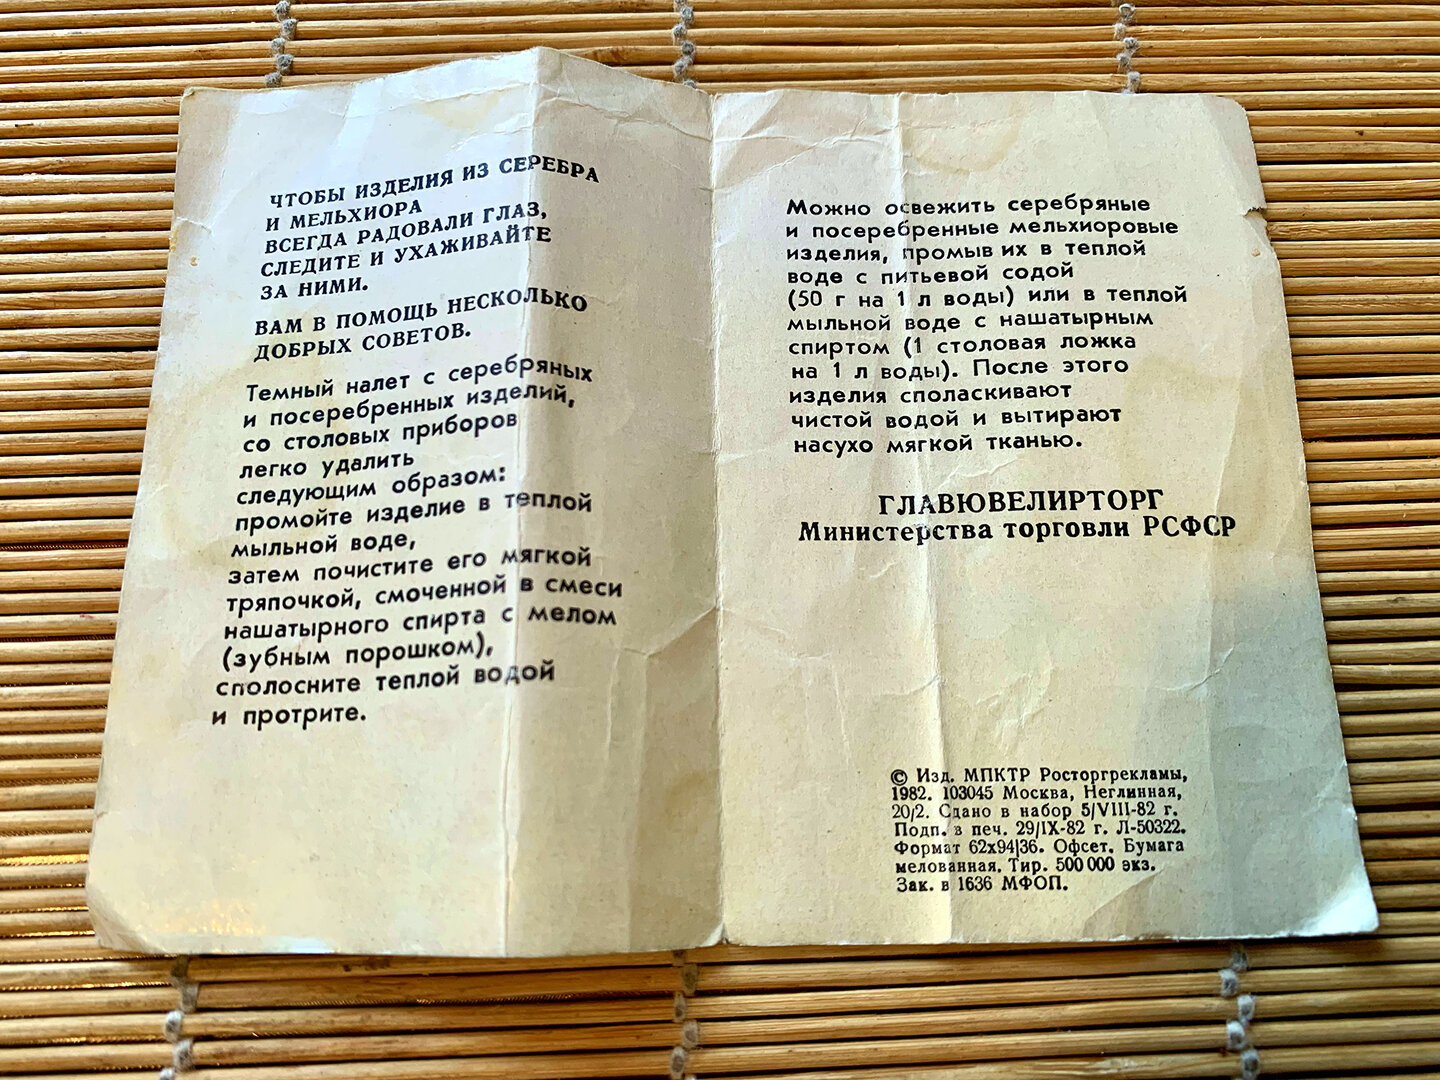 ЧТОБЫ ИЗДЕЛИЯ ИЗ СЕРЕБРА
И МЕЛЬХИОРА
ВСЕГДА РАДОВАЛИ ГЛАЗ,
СЛЕДИТЕ И УХАЖИВАЙТЕ
ЗА НИМИ.
ВАМ В ПОМОЩЬ НЕСКОЛЬКО
ДОБРЫХ СОВЕТОВ.
Темный налет с серебряных
и посеребренных изделий,
со столовых приборов
легко удалить
следующим образом:
промойте изделие в теплой
мыльной воде,
затем почистите его мягкой
тряпочкой, смоченной в смеси
нашатырного спирта с мелом
(зубным порошком),
сполосните теплой водой
и протрите.
Можно освежить серебряные
и посеребренные мельхиоровые
изделия, промыв их в теплой
воде с питьевой содой
(50 г на 1 л воды) или в теплой
мыльной воде с нашатырным
спиртом (1 столовая ложка
на 1 л воды). После этого
изделия споласкивают
чистой водой и вытирают
насухо мягкой тканью.
ГЛАВЮВЕЛИРТОРГ
Министерства торговли РСФСР
© Изд. МПКТР Росторгрекламы,
1982. 103045 Москва, Неглинная,
20/2. Сдано в набор 5/VIII-82 г.
Подп. в печ. 29/IX-82 г. Л-50322.
Формат 62х94|36. Офсет. Бумага
мелованная. Тир. 500 000 экз.
Зак. в 1636 МФОП.